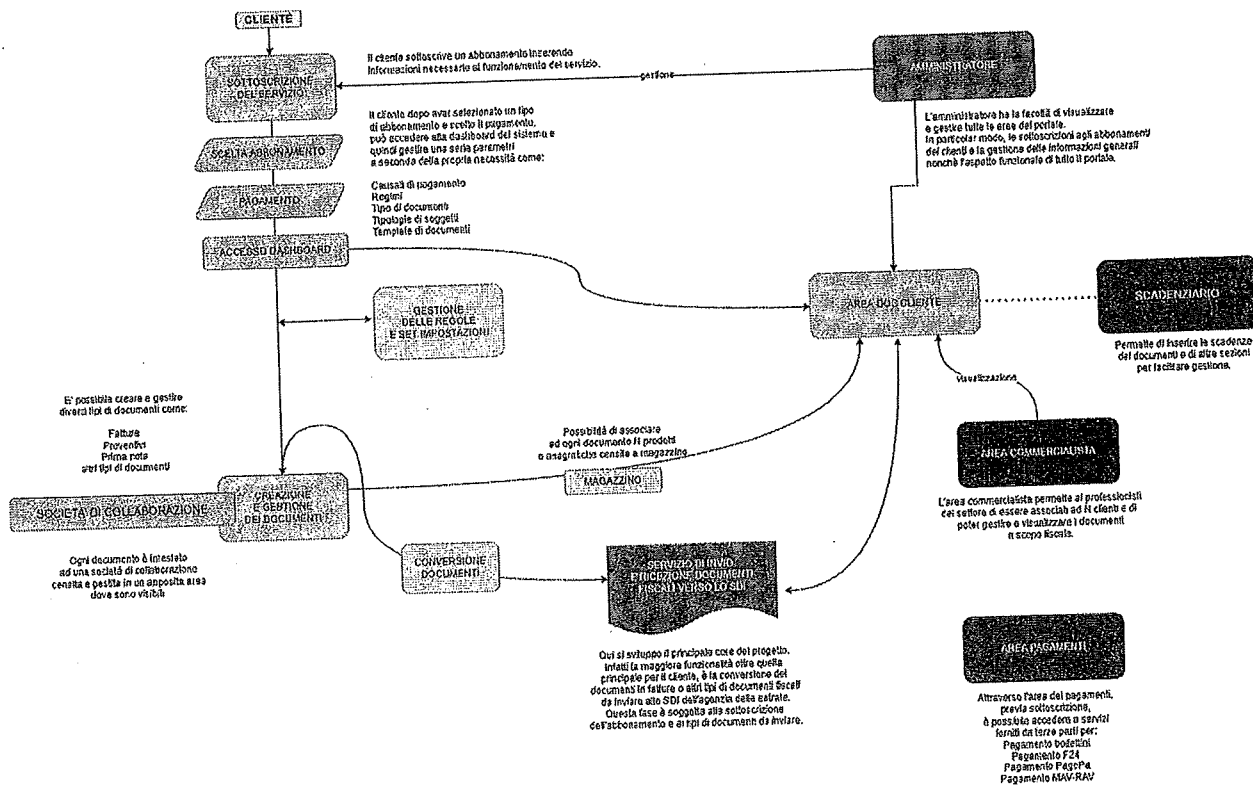 CLIENTE
SOTTOSCRIZIONE
DEL SERVIZIO
Il cliente sottoscrive un abbonamento inserendo
informazioni necessarie al funzionamento del servizio.
gestione
AMMINISTRATORE
L'amministratore ha la facoltà di visualizzare
e gestire tutte le aree del portale.
In particolar modo, le sottoscrizioni agli abbonamenti
dei clienti e la gestione delle informazioni generali
nonchè l'aspetto funzionale di tutto il portale.
SCELTA ABBONAMENTO
Il cliente dopo aver selezionato un tipo
di abbonamento e scelto il pagamento,
può accedere alla dashboard del sistema e
quindi gestire una serie parametri
a seconda della propria necessità come:
PAGAMENTO
Causali di pagamento
Regimi
Tipo di documenti
Tipologie di soggetti
Template di documenti
ACCESSO DASHBOARD
GESTIONE
DELLE REGOLE
E SET IMPOSTAZIONI
AREA DOC CLIENTE
SCADENZIARIO
Permette di inserire le scadenze
dei documenti e di altre sezioni
per facilitare gestione.
visualizzazione
AREA COMMERCIALISTA
L'area commercialista permette ai professionisti
del settore di essere associati ad N clienti e di
poter gestire o visualizzare i documenti
a scopo fiscale.
E' possibile creare e gestire
diversi tipi di documenti come:
Fatture
Preventivi
Prima nota
altri tipi di documenti
Possibilità di associare
ad ogni documento N prodotti
o anagrafiche censite a magazzino
MAGAZZINO
SOCIETÀ DI COLLABORAZIONE
CREAZIONE
E GESTIONE
DEI DOCUMENTI
Ogni documento è intestato
ad una società di collaborazione
censita e gestita in un apposita area
dove sono visibili
CONVERSIONE
DOCUMENTI
SERVIZIO DI INVIO
E RICEZIONE DOCUMENTI
FISCALI VERSO LO SDI
Qui si sviluppa il principale core del progetto.
Infatti la maggiore funzionalità oltre quella
principale per il cliente, è la conversione dei
documenti in fatture o altri tipi di documenti fiscali
da inviare allo SDI dell'agenzia delle entrate.
Questa fase è soggetta alla sottoscrizione
dell'abbonamento e ai tipi di documenti da inviare.
AREA PAGAMENTI
Attraverso l'area dei pagamenti,
previa sottoscrizione,
è possibile accedere a servizi
forniti da terze parti per:
Pagamento bollettini
Pagamento F24
Pagamento PagoPa
Pagamento MAV-RAV